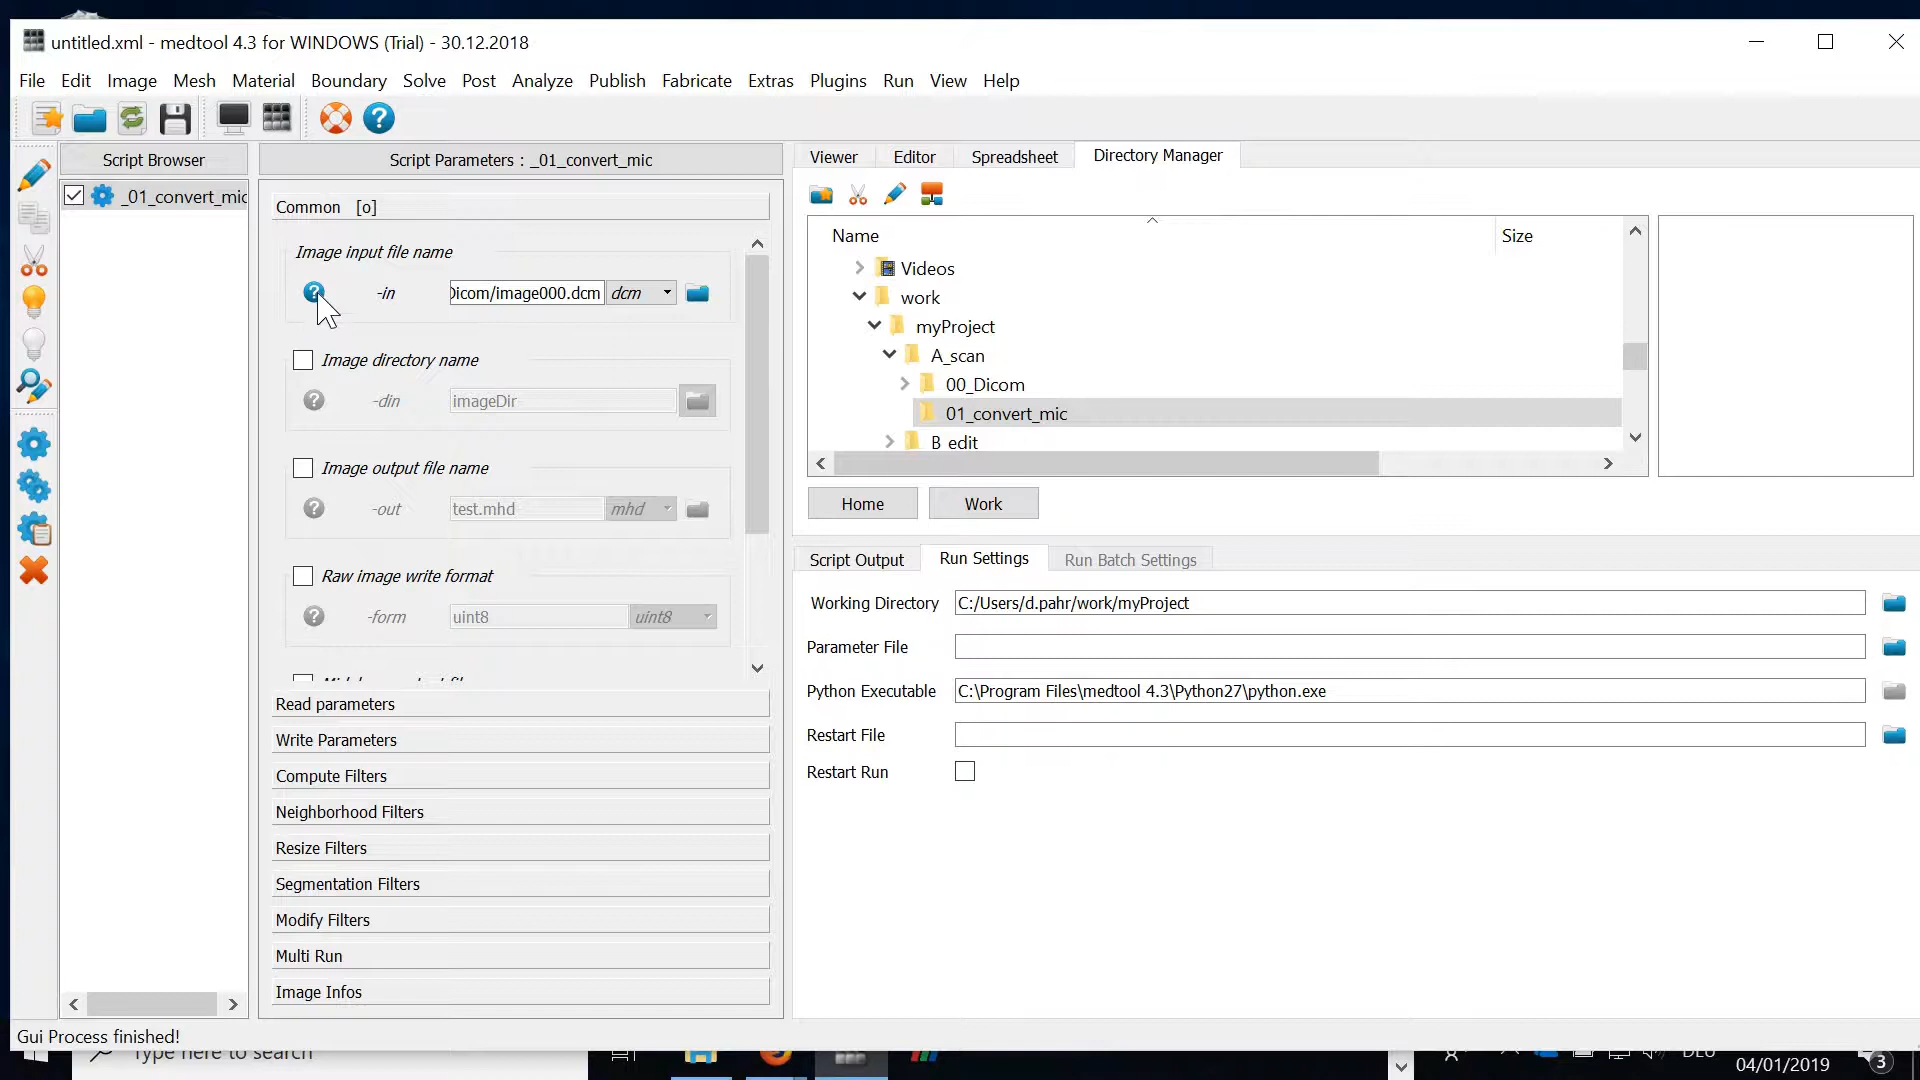 untitled.xml - medtool 4.3 for WINDOWS (Trial) - 30.12.2018
File Edit Image Mesh Material Boundary Solve Post Analyze Publish Fabricate Extras Plugins Run View Help
Script Browser
_01_convert_mic
Script Parameters : _01_convert_mic
Common [o]
Image input file name
-in Dicom/image000.dcm dcm
Image directory name
-din imageDir
Image output file name
-out test.mhd mhd
Raw image write format
-form uint8 uint8
Read parameters
Write Parameters
Compute Filters
Neighborhood Filters
Resize Filters
Segmentation Filters
Modify Filters
Multi Run
Image Infos
Viewer Editor Spreadsheet Directory Manager
Name Size
Videos
work
myProject
A_scan
00_Dicom
01_convert_mic
B_edit
Home Work
Script Output Run Settings Run Batch Settings
Working Directory C:/Users/d.pahr/work/myProject
Parameter File
Python Executable C:\Program Files\medtool 4.3\Python27\python.exe
Restart File
Restart Run
Gui Process finished!
Type here to search
DEU
04/01/2019
3